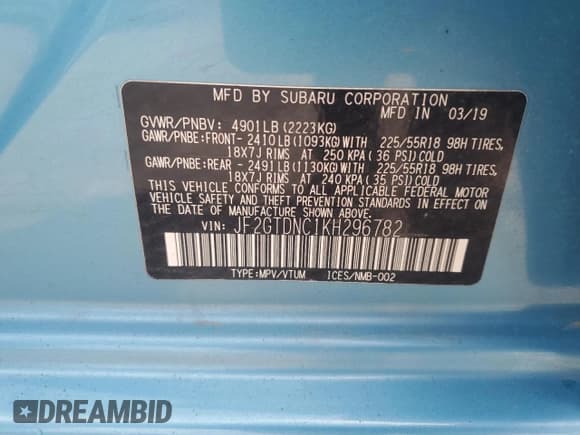 MFD BY SUBARU CORPORATION
MFD IN 03/19
GVWR/PNBV: 4901LB(2223KG)
GAWR/PNBE:FRONT- 2410LB(1093KG)WITH 225/55R18 98H TIRES,
18X7J RIMS AT 250 KPA( 36 PSI)COLD
GAWR/PNBE:REAR -2491LB(1130KG)WITH 225/55R18 98H TIRES,
18X7J RIMS AT 240 KPA( 35 PSI)COLD
THIS VEHICLE CONFORMS TO ALL APPLICABLE FEDERAL MOTOR
VEHICLE SAFETY AND THEFT PREVENTION STANDARDS IN EFFECT
ON THE DATE OF MANUFACTURE SHOWN ABOVE.
VIN: JF2GTDNC1KH296782
TYPE:MPV/VTUM ICES/NMB-002
DREAMBID